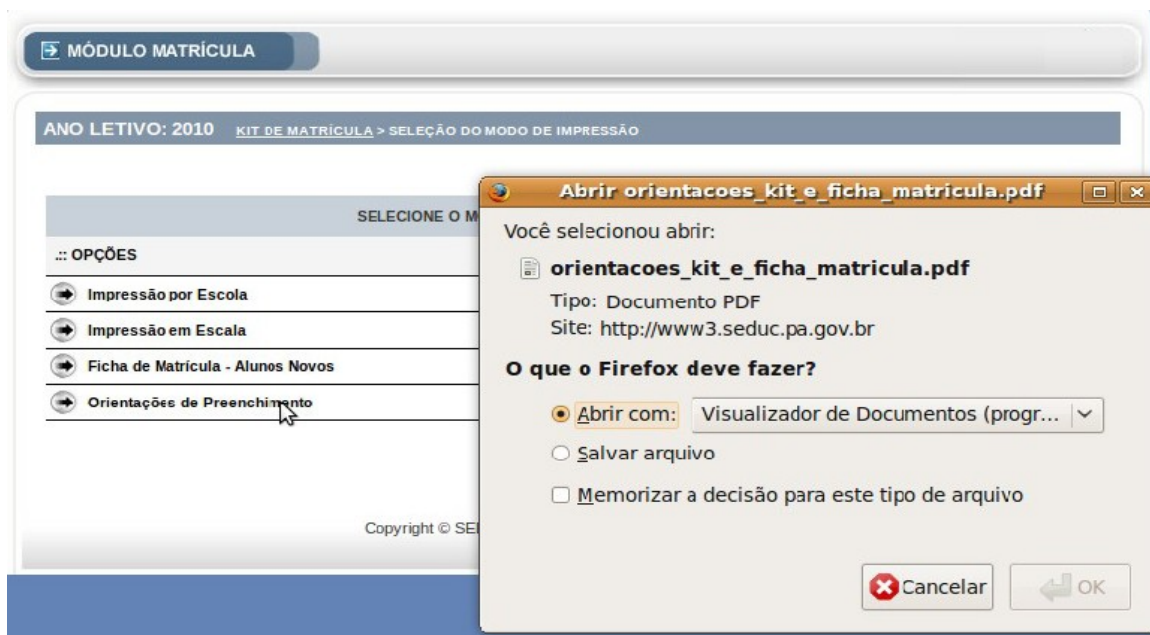 MÓDULO MATRÍCULA
ANO LETIVO: 2010 KIT DE MATRÍCULA > SELEÇÃO DO MODO DE IMPRESSÃO
SELECIONE O M
.:: OPÇÕES
Impressão por Escola
Impressão em Escala
Ficha de Matrícula - Alunos Novos
Orientações de Preenchimento
Copyright © SE
Abrir orientacoes_kit_e_ficha_matricula.pdf
Você selecionou abrir:
orientacoes_kit_e_ficha_matricula.pdf
Tipo: Documento PDF
Site: http://www3.seduc.pa.gov.br
O que o Firefox deve fazer?
Abrir com: Visualizador de Documentos (progr...
Salvar arquivo
Memorizar a decisão para este tipo de arquivo
Cancelar OK